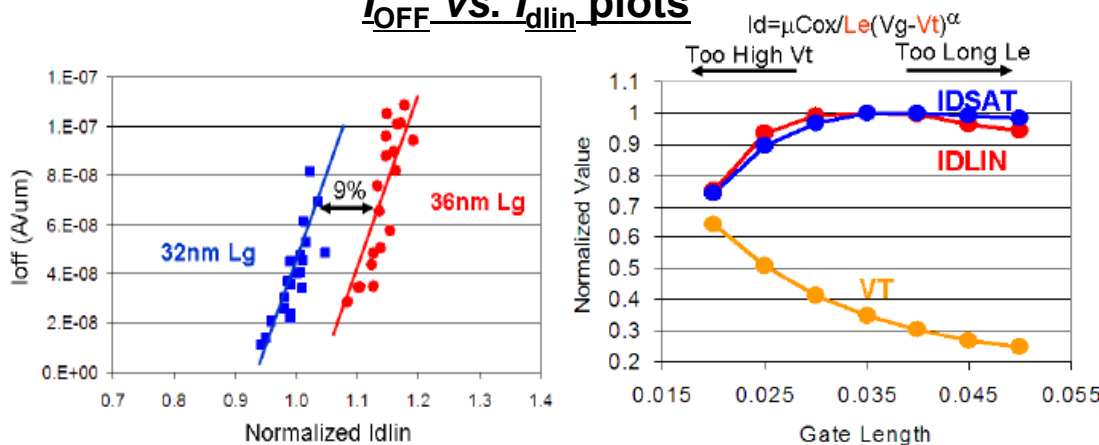 IOFF vs. Idlin plots
Id=μCox/Le(Vg-Vt)^α
Too High Vt
Too Long Le
1.E-07
1.E-07
8.E-08
6.E-08
4.E-08
2.E-08
0.E+00
Ioff (A/um)
9%
36nm Lg
32nm Lg
0.7 0.8 0.9 1.0 1.1 1.2 1.3 1.4
Normalized Idlin
1.1
1
0.9
0.8
0.7
0.6
0.5
0.4
0.3
0.2
Normalized Value
IDSAT
IDLIN
VT
0.015 0.025 0.035 0.045 0.055
Gate Length